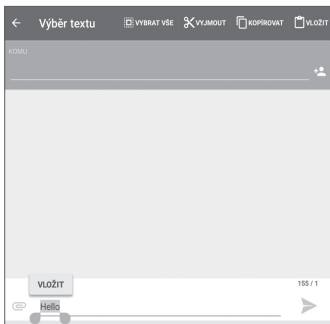 Výběr textu VYBRAT VŠE VYJMOUT KOPÍROVAT VLOŽIT
KOMU
VLOŽIT
155 / 1
Hello